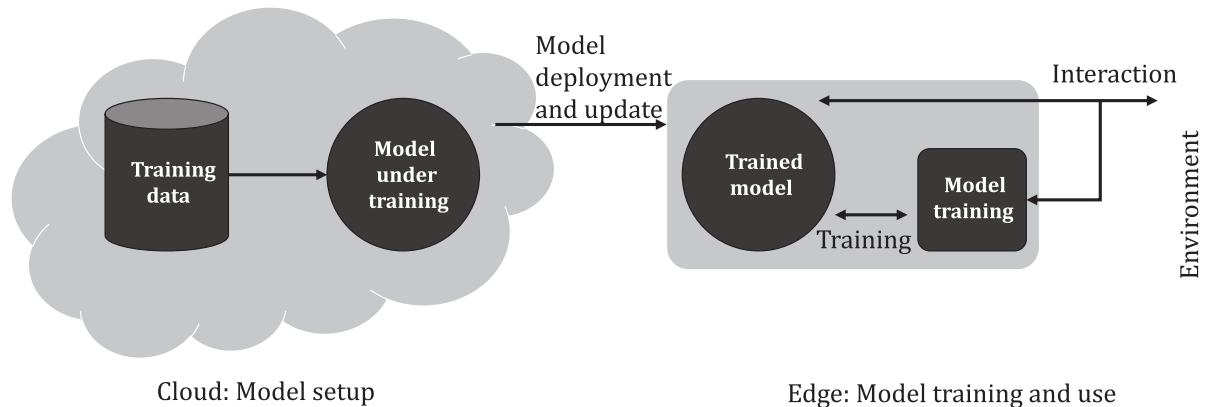 Model
deployment
and update
Interaction
Training
data
Model
under
training
Trained
model
Model
training
Training
Environment
Cloud: Model setup
Edge: Model training and use